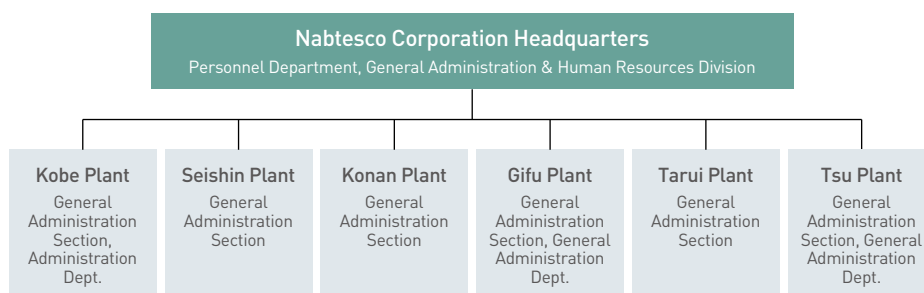 Nabtesco Corporation Headquarters
Personnel Department, General Administration & Human Resources Division
Kobe Plant
General
Administration
Section,
Administration
Dept.
Seishin Plant
General
Administration
Section
Konan Plant
General
Administration
Section
Gifu Plant
General
Administration
Section, General
Administration
Dept.
Tarui Plant
General
Administration
Section
Tsu Plant
General
Administration
Section, General
Administration
Dept.